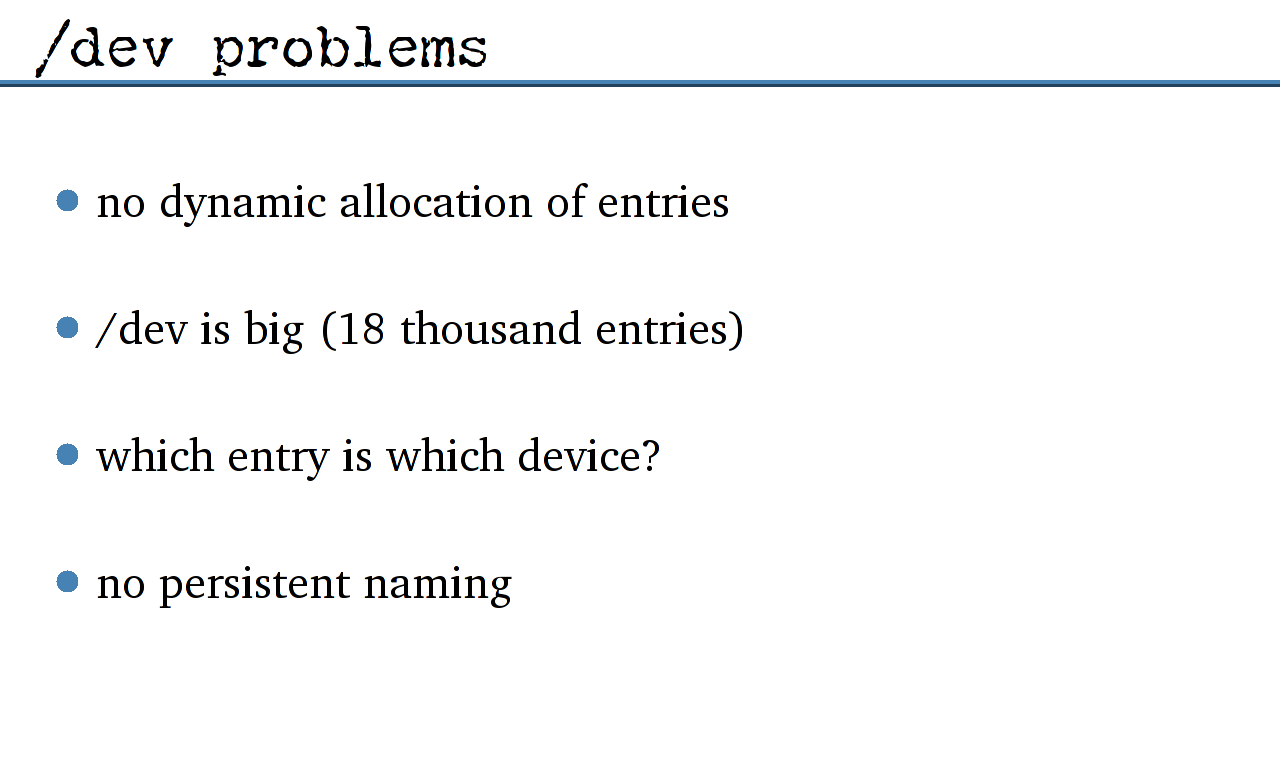 /dev problems
no dynamic allocation of entries
/dev is big (18 thousand entries)
which entry is which device?
no persistent naming